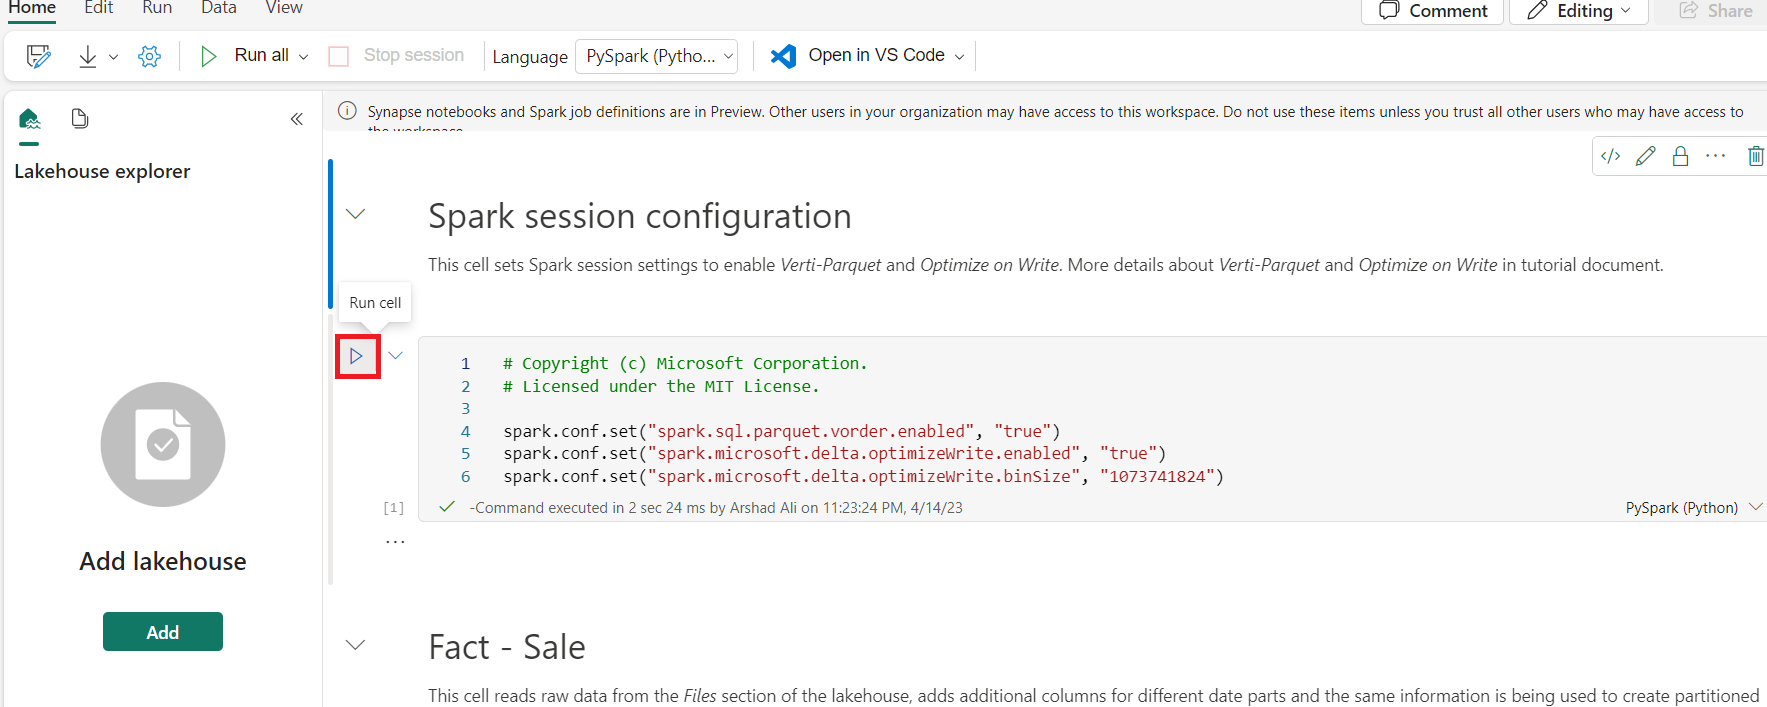 Home Edit Run Data View
Comment Editing Share
Run all Stop session Language PySpark (Pytho... Open in VS Code
Synapse notebooks and Spark job definitions are in Preview. Other users in your organization may have access to this workspace. Do not use these items unless you trust all other users who may have access to
the workspace.
Lakehouse explorer
Add lakehouse
Add
Spark session configuration
This cell sets Spark session settings to enable Verti-Parquet and Optimize on Write. More details about Verti-Parquet and Optimize on Write in tutorial document.
Run cell
1 # Copyright (c) Microsoft Corporation.
2 # Licensed under the MIT License.
3
4 spark.conf.set("spark.sql.parquet.vorder.enabled", "true")
5 spark.conf.set("spark.microsoft.delta.optimizeWrite.enabled", "true")
6 spark.conf.set("spark.microsoft.delta.optimizeWrite.binSize", "1073741824")
[1] -Command executed in 2 sec 24 ms by Arshad Ali on 11:23:24 PM, 4/14/23 PySpark (Python)
...
Fact - Sale
This cell reads raw data from the Files section of the lakehouse, adds additional columns for different date parts and the same information is being used to create partitioned